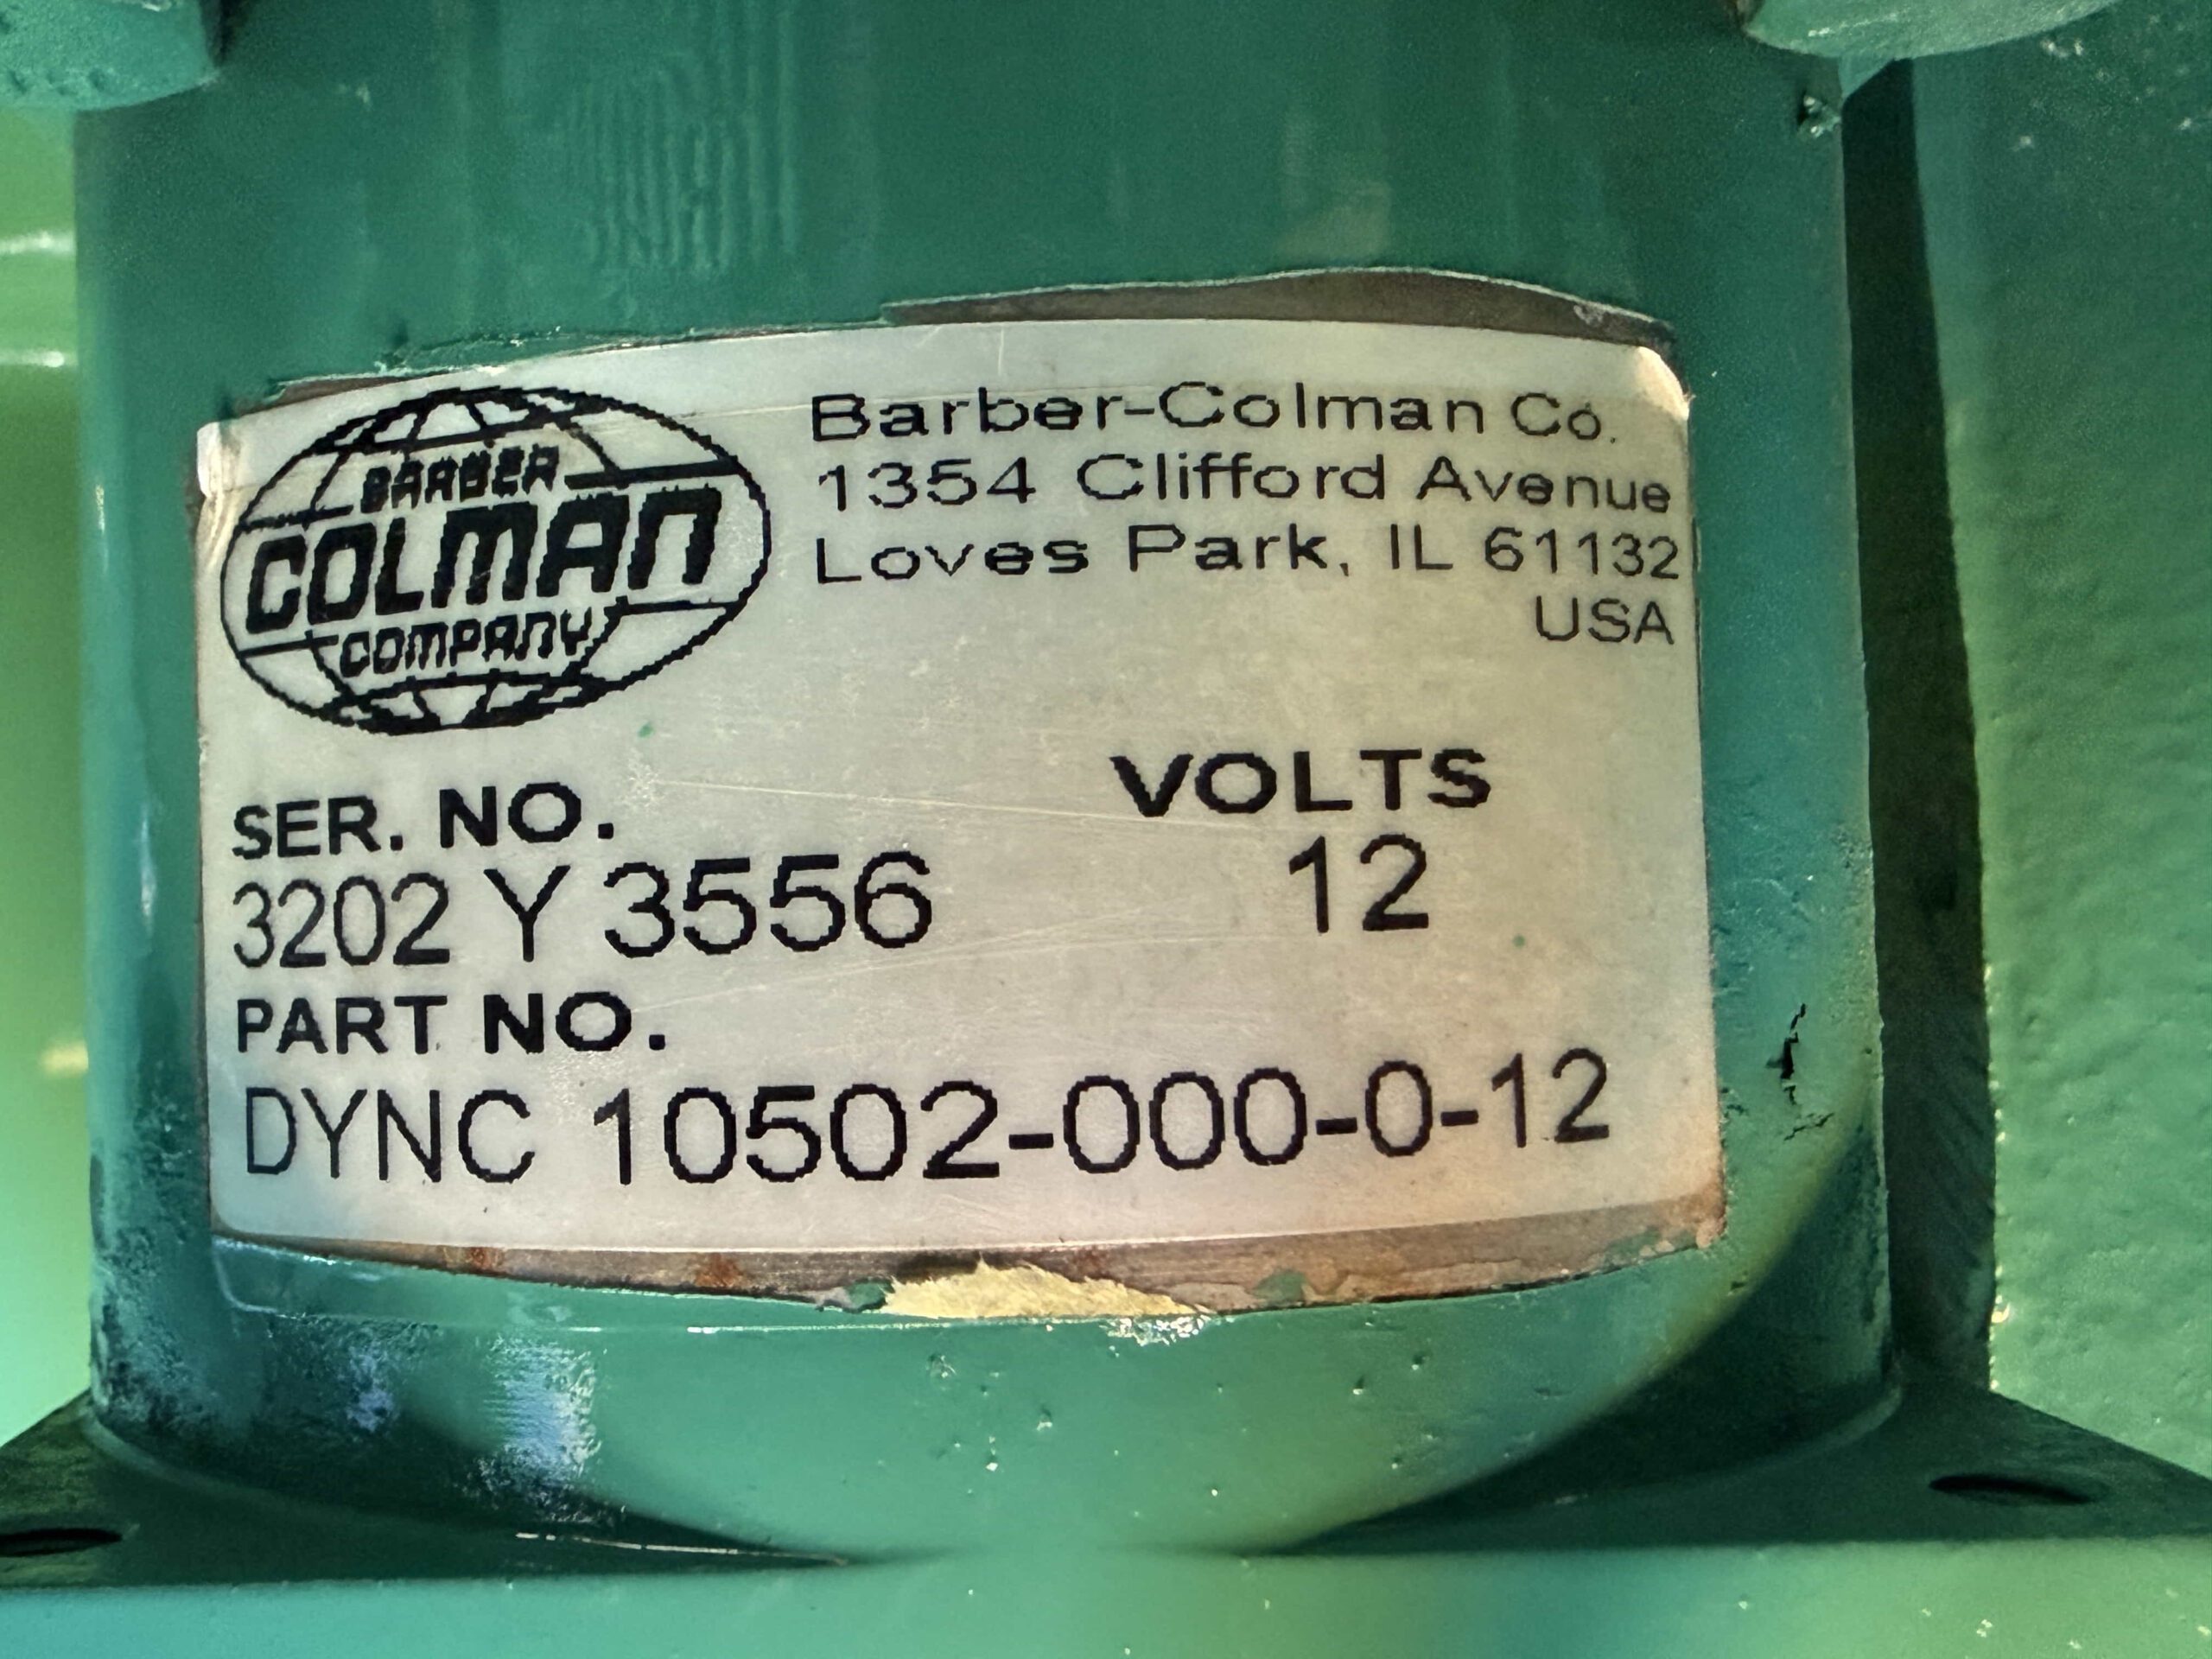 BARBER
COLMAN
COMPANY
Barber-Colman Co.
1354 Clifford Avenue
Loves Park, IL 61132
USA
SER. NO.
3202 Y 3556
VOLTS
12
PART NO.
DYNC 10502-000-0-12